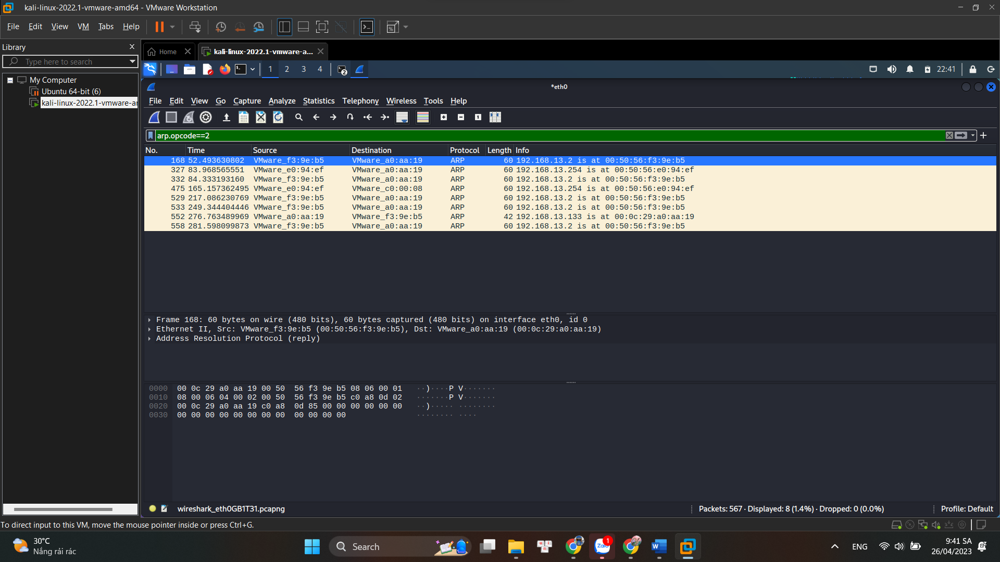 kali-linux-2022.1-vmware-amd64 - VMware Workstation
File Edit View VM Tabs Help
Library
Type here to search
My Computer
Ubuntu 64-bit (6)
kali-linux-2022.1-vmware-a
Home
kali-linux-2022.1-vmware-a...
1 2 3 4
2
22:41
*eth0
File Edit View Go Capture Analyze Statistics Telephony Wireless Tools Help
arp.opcode==2
No. Time Source Destination Protocol Length Info
168 52.493630802 VMware_f3:9e:b5 VMware_a0:aa:19 ARP 60 192.168.13.2 is at 00:50:56:f3:9e:b5
327 83.968565551 VMware_e0:94:ef VMware_a0:aa:19 ARP 60 192.168.13.254 is at 00:50:56:e0:94:ef
332 84.333193160 VMware_f3:9e:b5 VMware_a0:aa:19 ARP 60 192.168.13.2 is at 00:50:56:f3:9e:b5
475 165.157362495 VMware_e0:94:ef VMware_c0:00:08 ARP 60 192.168.13.254 is at 00:50:56:e0:94:ef
529 217.086230769 VMware_f3:9e:b5 VMware_a0:aa:19 ARP 60 192.168.13.2 is at 00:50:56:f3:9e:b5
533 249.344404446 VMware_f3:9e:b5 VMware_a0:aa:19 ARP 60 192.168.13.2 is at 00:50:56:f3:9e:b5
552 276.763489969 VMware_a0:aa:19 VMware_f3:9e:b5 ARP 42 192.168.13.133 is at 00:0c:29:a0:aa:19
558 281.598099873 VMware_f3:9e:b5 VMware_a0:aa:19 ARP 60 192.168.13.2 is at 00:50:56:f3:9e:b5
Frame 168: 60 bytes on wire (480 bits), 60 bytes captured (480 bits) on interface eth0, id 0
Ethernet II, Src: VMware_f3:9e:b5 (00:50:56:f3:9e:b5), Dst: VMware_a0:aa:19 (00:0c:29:a0:aa:19)
Address Resolution Protocol (reply)
0000 00 0c 29 a0 aa 19 00 50 56 f3 9e b5 08 06 00 01 ··)····P V·······
0010 08 00 06 04 00 02 00 50 56 f3 9e b5 c0 a8 0d 02 ·······P V·······
0020 00 0c 29 a0 aa 19 c0 a8 0d 85 00 00 00 00 00 00 ··)····· ········
0030 00 00 00 00 00 00 00 00 00 00 00 00 ········ ····
wireshark_eth0GB1T31.pcapng
Packets: 567 · Displayed: 8 (1.4%) · Dropped: 0 (0.0%)
Profile: Default
To direct input to this VM, move the mouse pointer inside or press Ctrl+G.
30°C
Nắng rải rác
Search
Zalo
1
ENG
9:41 SA
26/04/2023